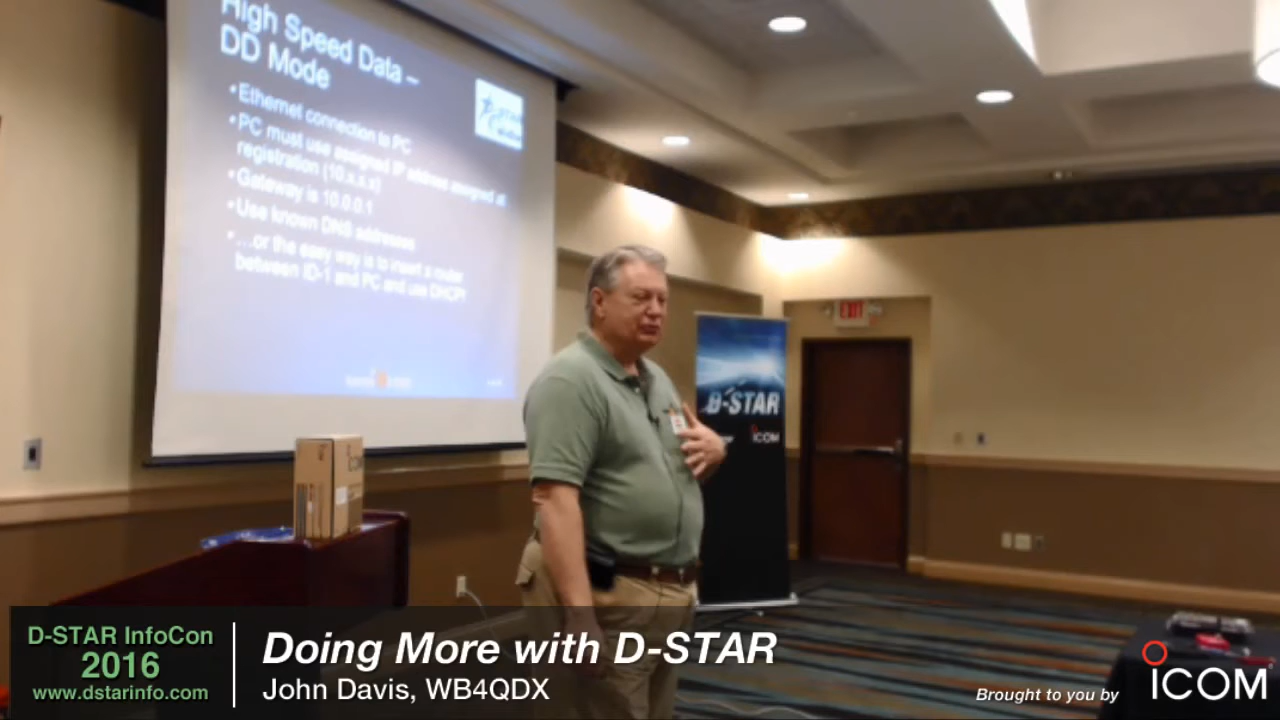 High Speed Data –
DD Mode
•Ethernet connection to PC
•PC must use assigned IP address assigned at
registration (10.x.x.x)
•Gateway is 10.0.0.1
•Use known DNS addresses
•…or the easy way is to insert a router
between ID-1 and PC and use DHCP!
D-STAR
EXIT
D-STAR
ICOM
ICOM
D-STAR InfoCon
2016
www.dstarinfo.com
Doing More with D-STAR
John Davis, WB4QDX
Brought to you by
ICOM